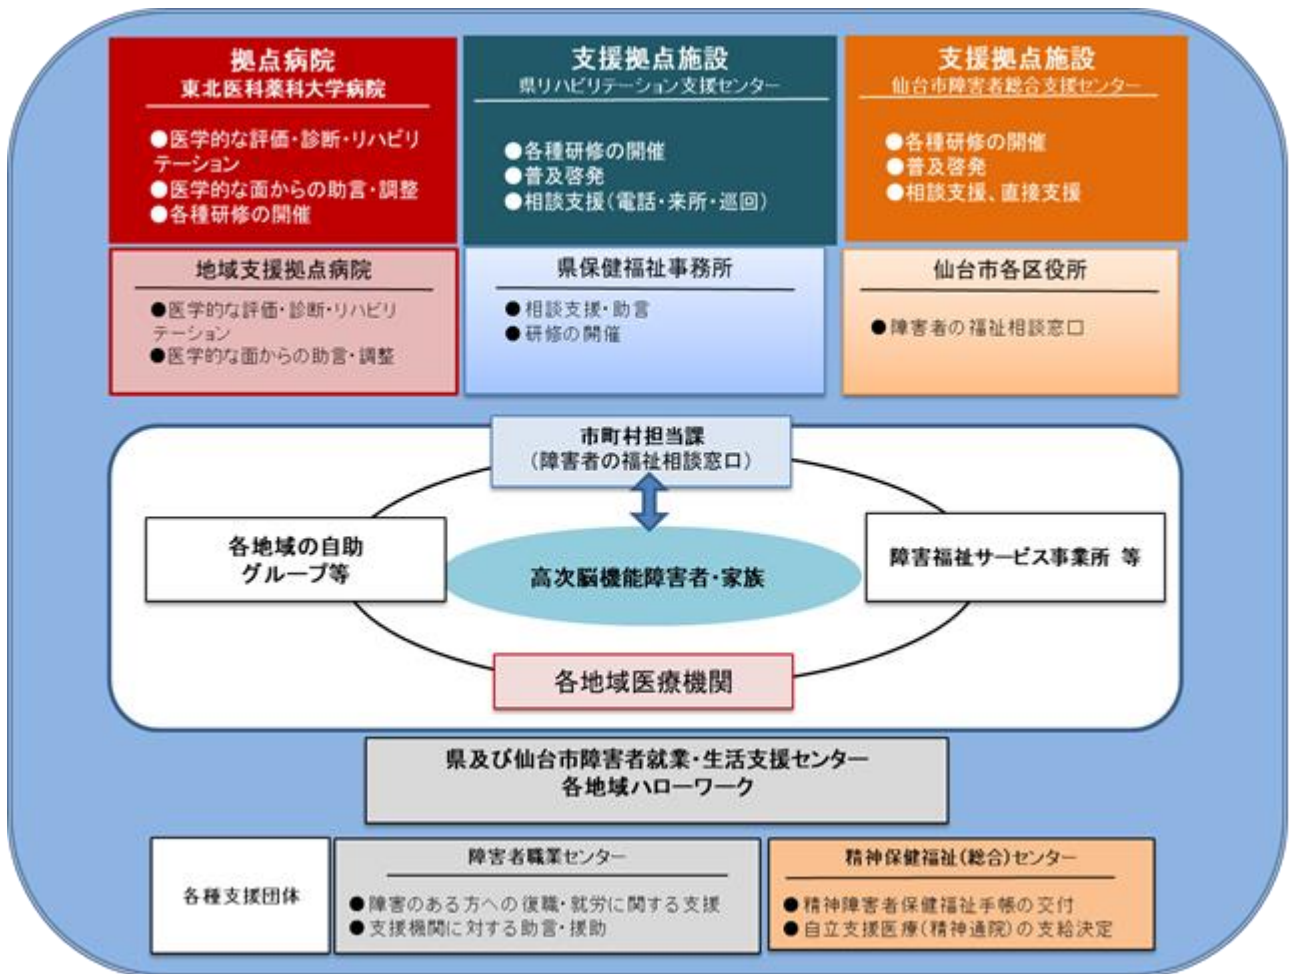 拠点病院
東北医科薬科大学病院
●医学的な評価・診断・リハビリ
テーション
●医学的な面からの助言・調整
●各種研修の開催
支援拠点施設
県リハビリテーション支援センター
●各種研修の開催
●普及啓発
●相談支援(電話・来所・巡回)
支援拠点施設
仙台市障害者総合支援センター
●各種研修の開催
●普及啓発
●相談支援、直接支援
地域支援拠点病院
●医学的な評価・診断・リハビリ
テーション
●医学的な面からの助言・調整
県保健福祉事務所
●相談支援・助言
●研修の開催
仙台市各区役所
●障害者の福祉相談窓口
市町村担当課
(障害者の福祉相談窓口)
各地域の自助
グループ等
高次脳機能障害者・家族
障害福祉サービス事業所 等
各地域医療機関
県及び仙台市障害者就業・生活支援センター
各地域ハローワーク
各種支援団体
障害者職業センター
●障害のある方への復職・就労に関する支援
●支援機関に対する助言・援助
精神保健福祉(総合)センター
●精神障害者保健福祉手帳の交付
●自立支援医療(精神通院)の支給決定